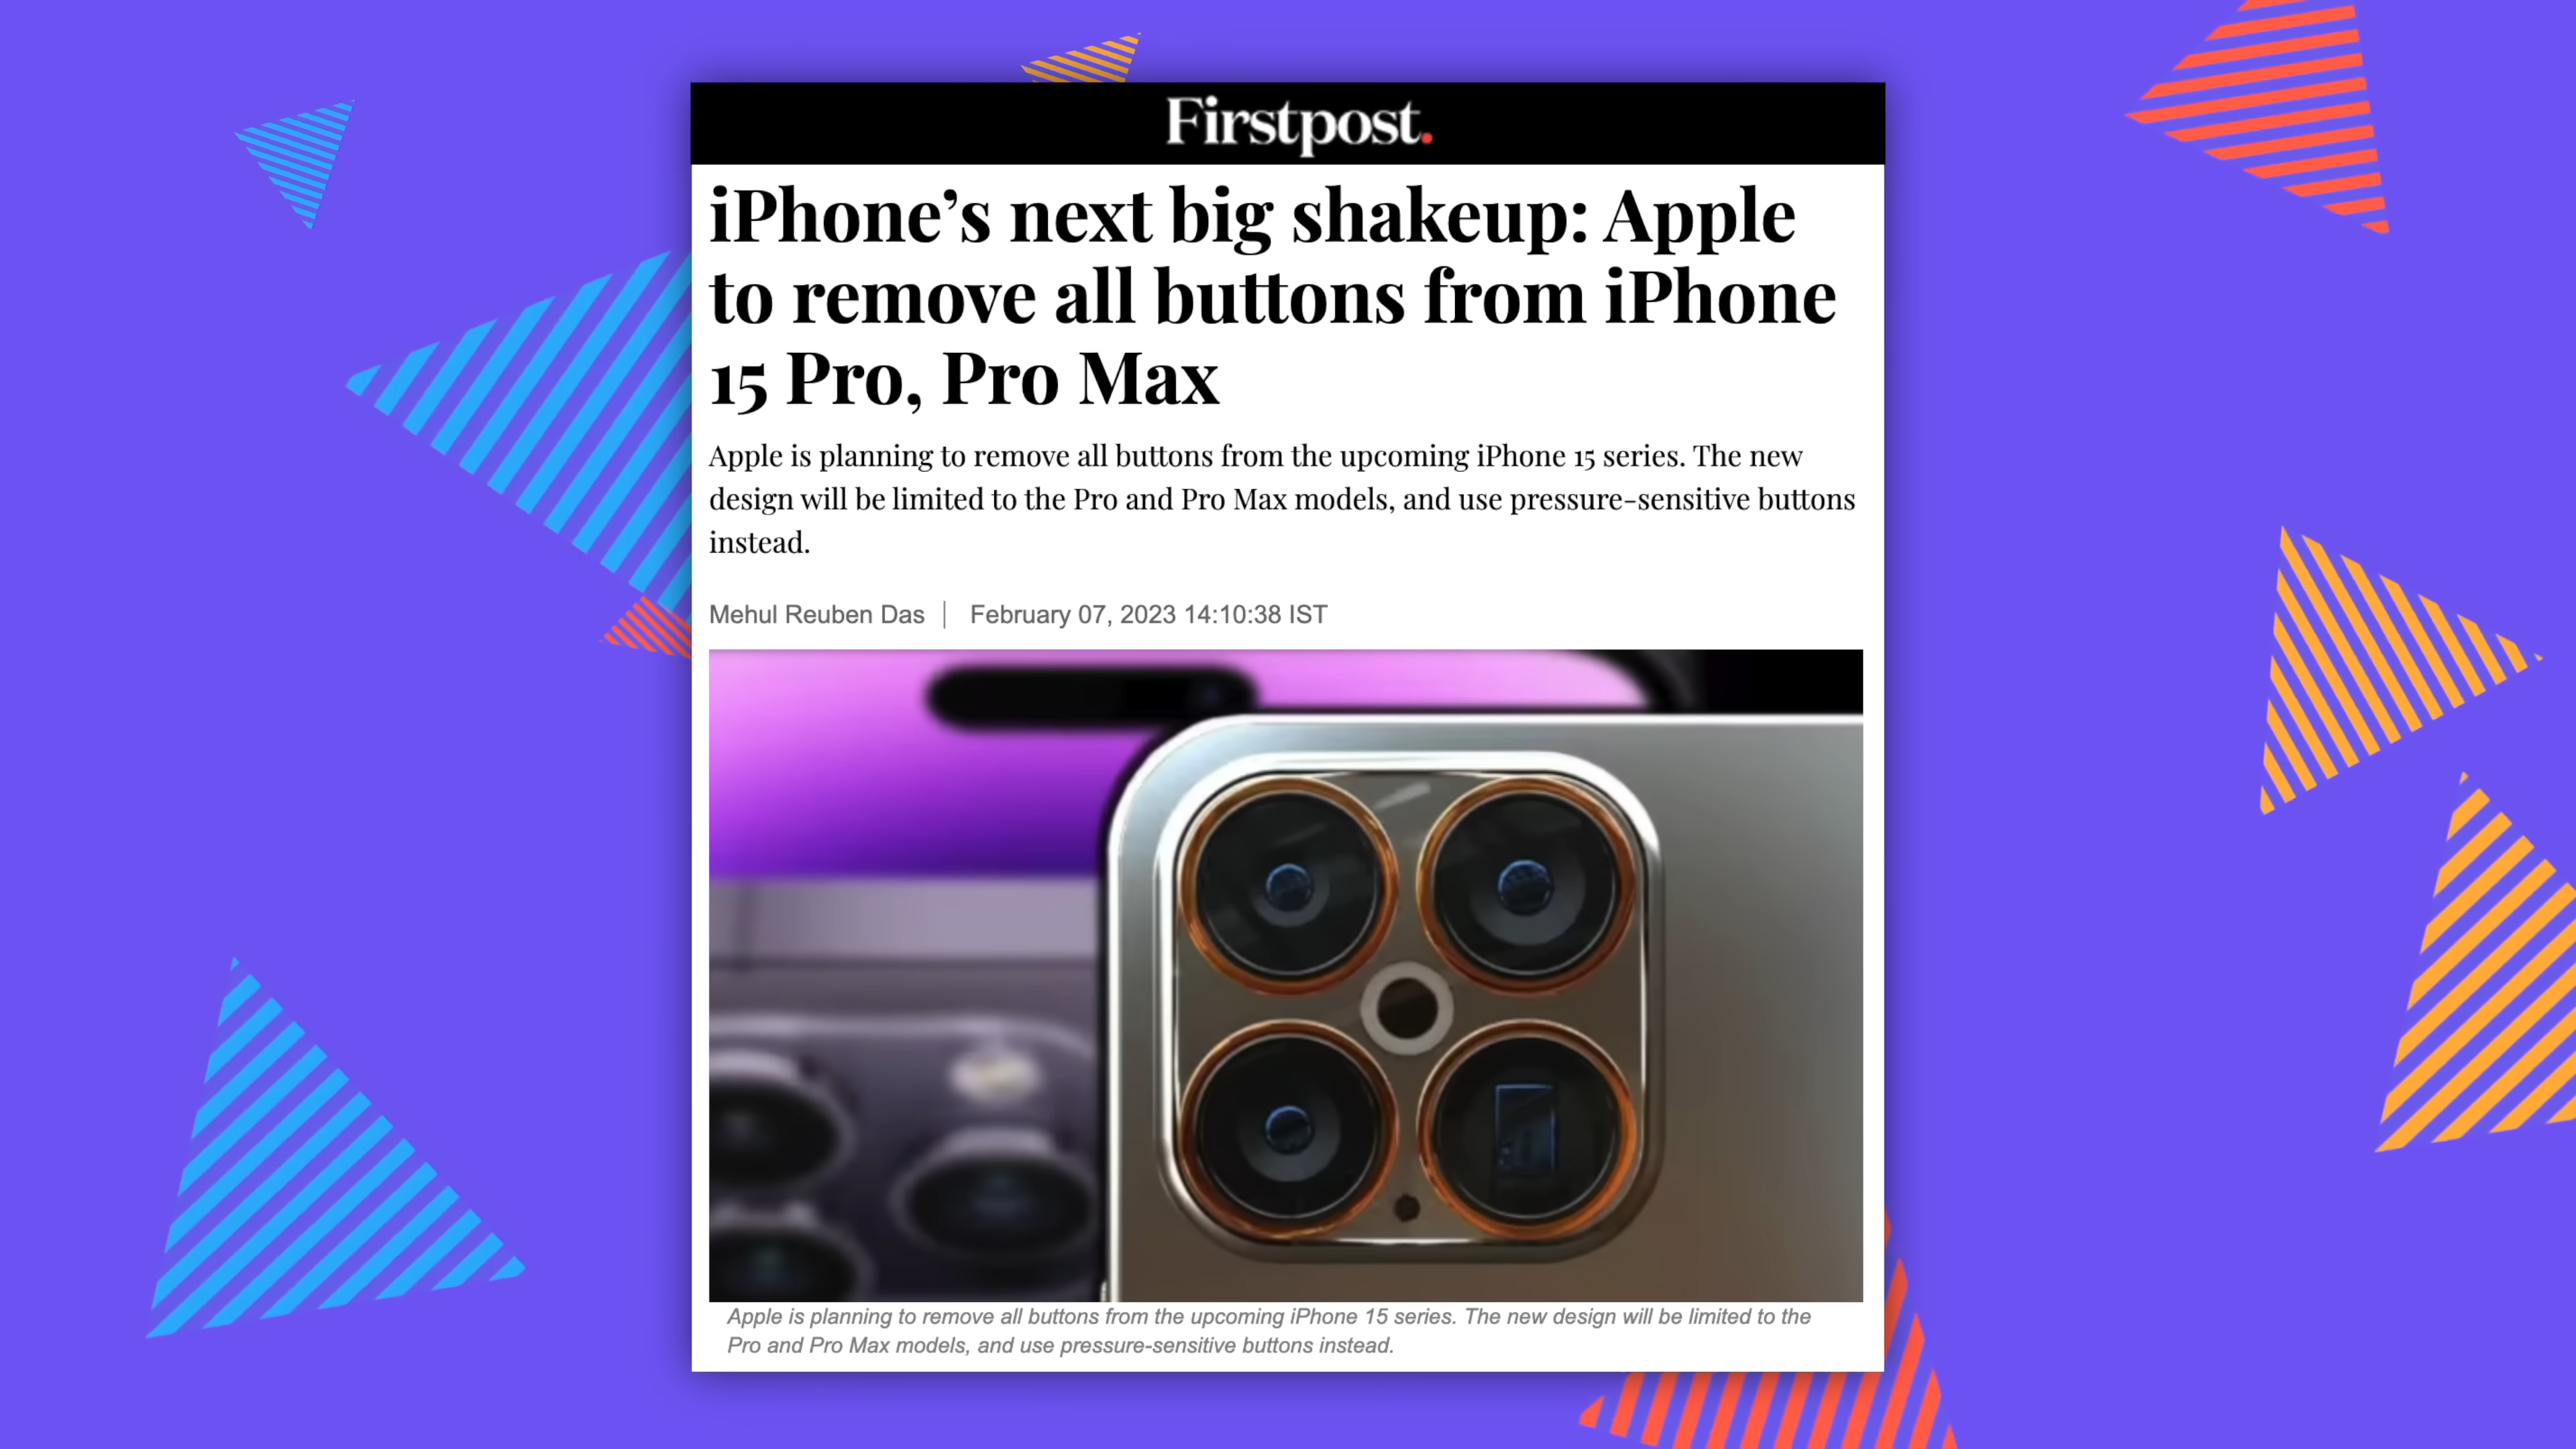 Firstpost.
iPhone’s next big shakeup: Apple
to remove all buttons from iPhone
15 Pro, Pro Max
Apple is planning to remove all buttons from the upcoming iPhone 15 series. The new
design will be limited to the Pro and Pro Max models, and use pressure-sensitive buttons
instead.
Mehul Reuben Das | February 07, 2023 14:10:38 IST
Apple is planning to remove all buttons from the upcoming iPhone 15 series. The new design will be limited to the
Pro and Pro Max models, and use pressure-sensitive buttons instead.